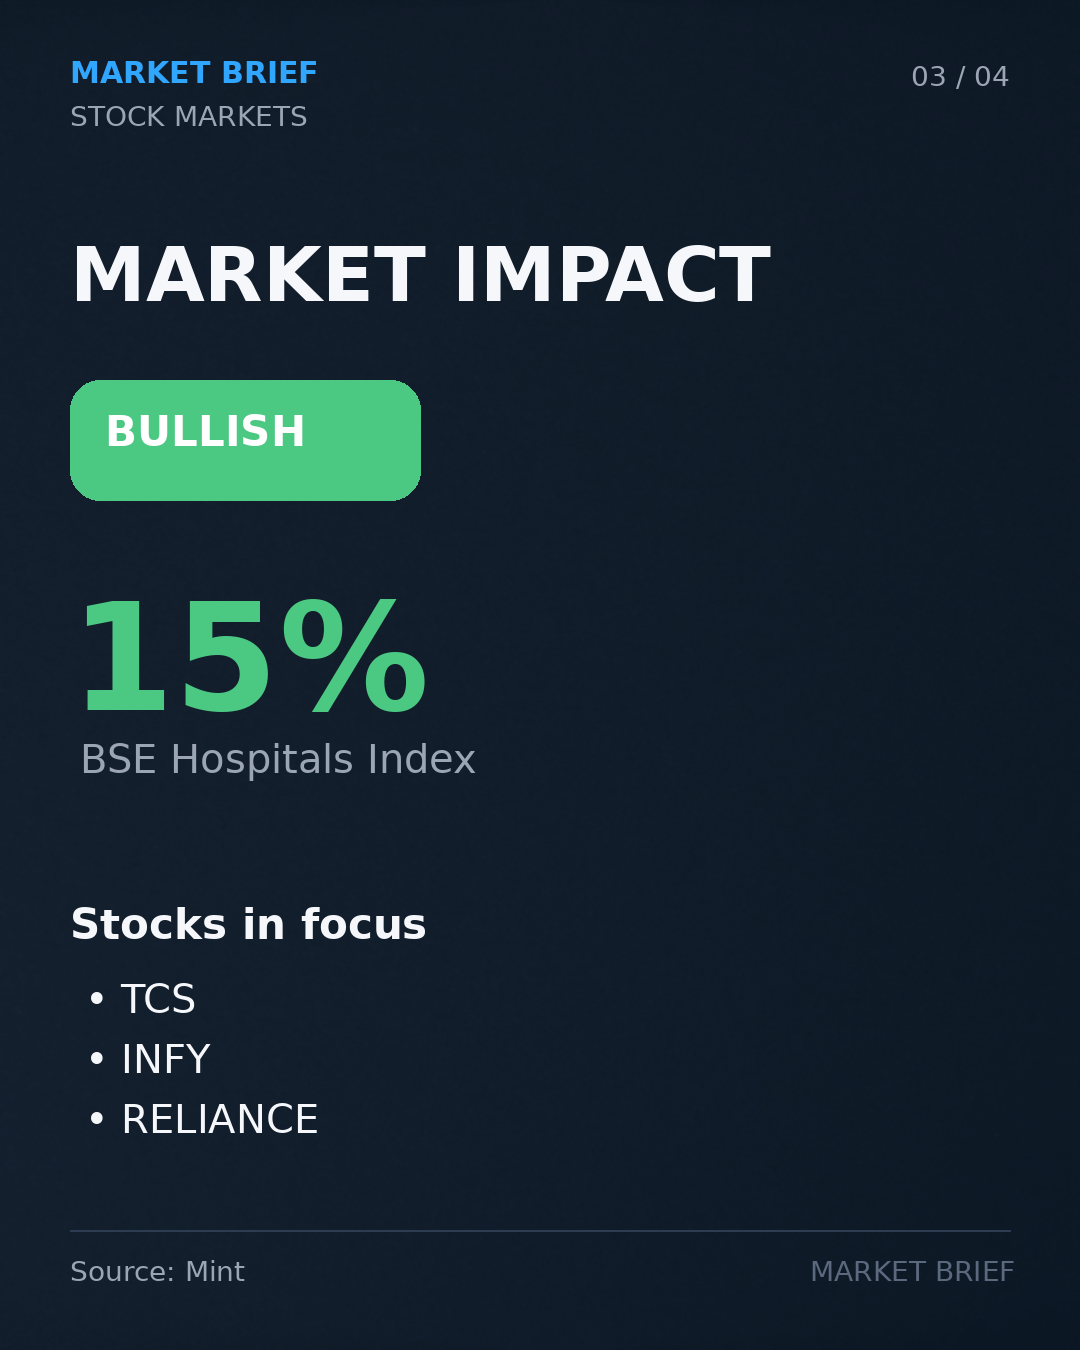 MARKET BRIEF
03 / 04
STOCK MARKETS
MARKET IMPACT
BULLISH
15%
BSE Hospitals Index
Stocks in focus
• TCS
• INFY
• RELIANCE
Source: Mint
MARKET BRIEF